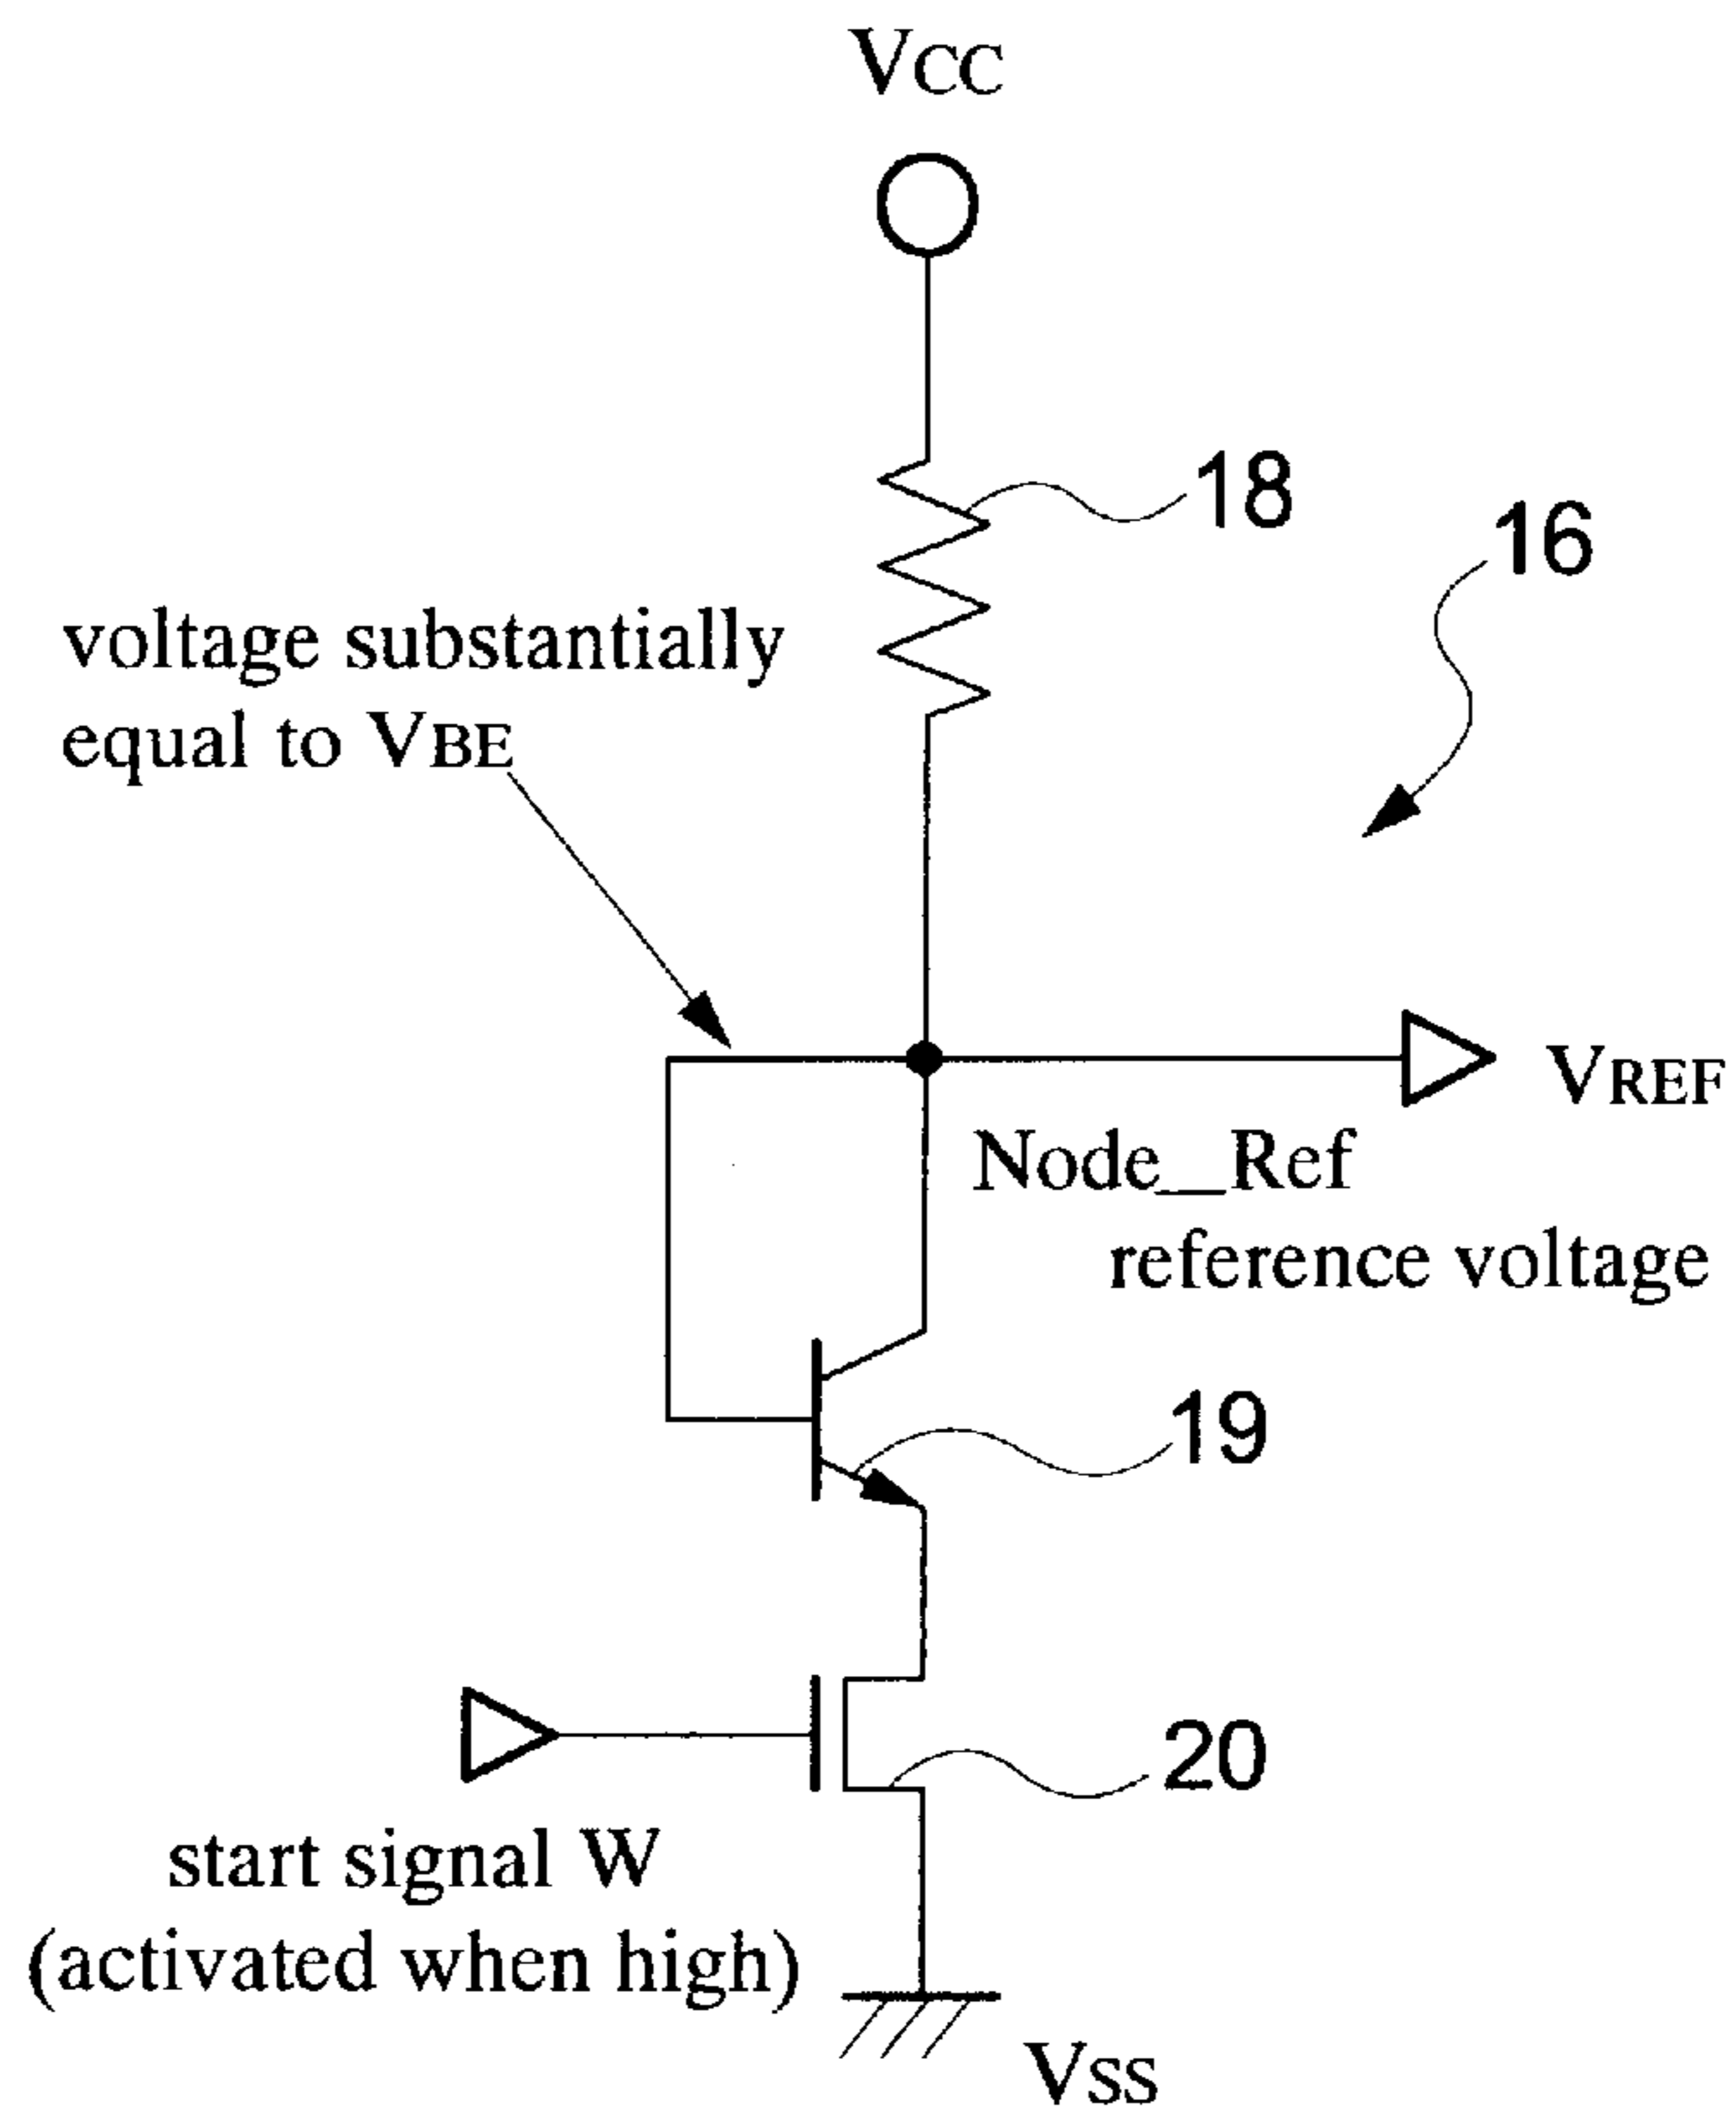 VCC
18
16
voltage substantially
equal to VBE
VREF
Node__Ref
reference voltage
19
20
start signal W
(activated when high)
VSS